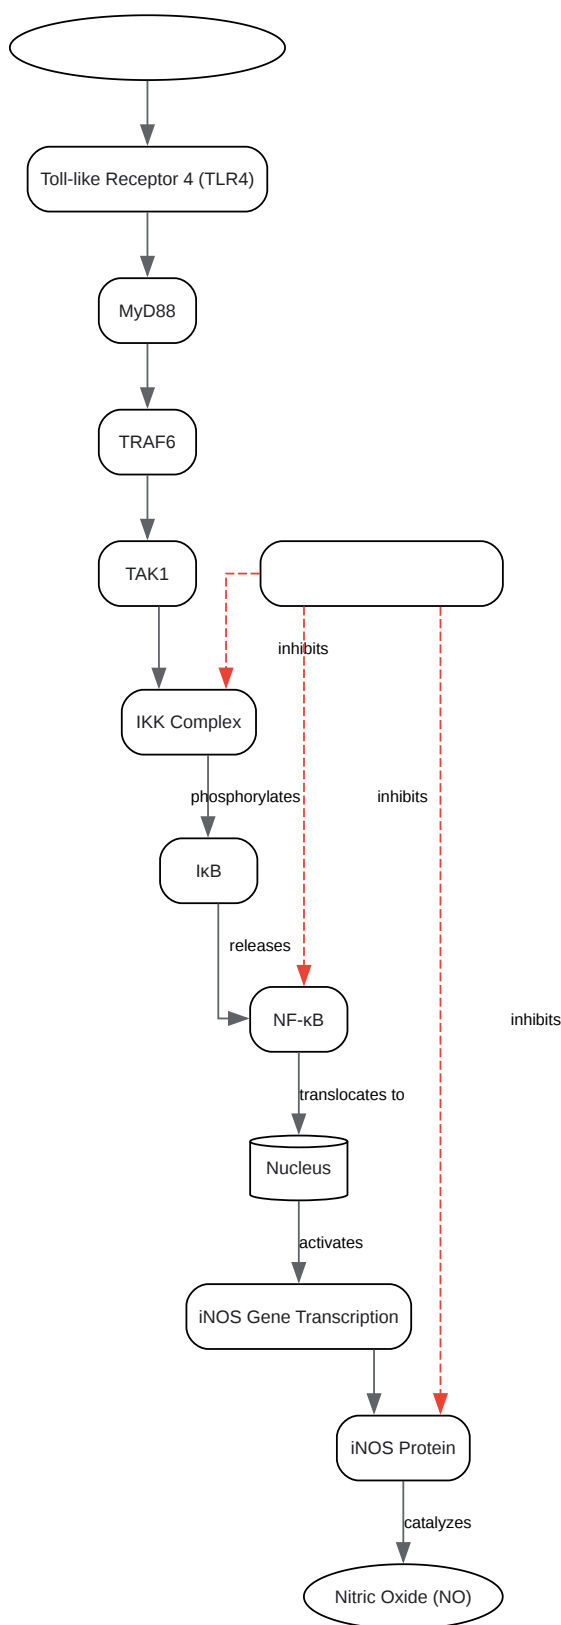 Toll-like Receptor 4 (TLR4)
MyD88
TRAF6
TAK1
inhibits
IKK Complex
phosphorylates
inhibits
IκB
releases
NF-κB
inhibits
translocates to
Nucleus
activates
iNOS Gene Transcription
iNOS Protein
catalyzes
Nitric Oxide (NO)